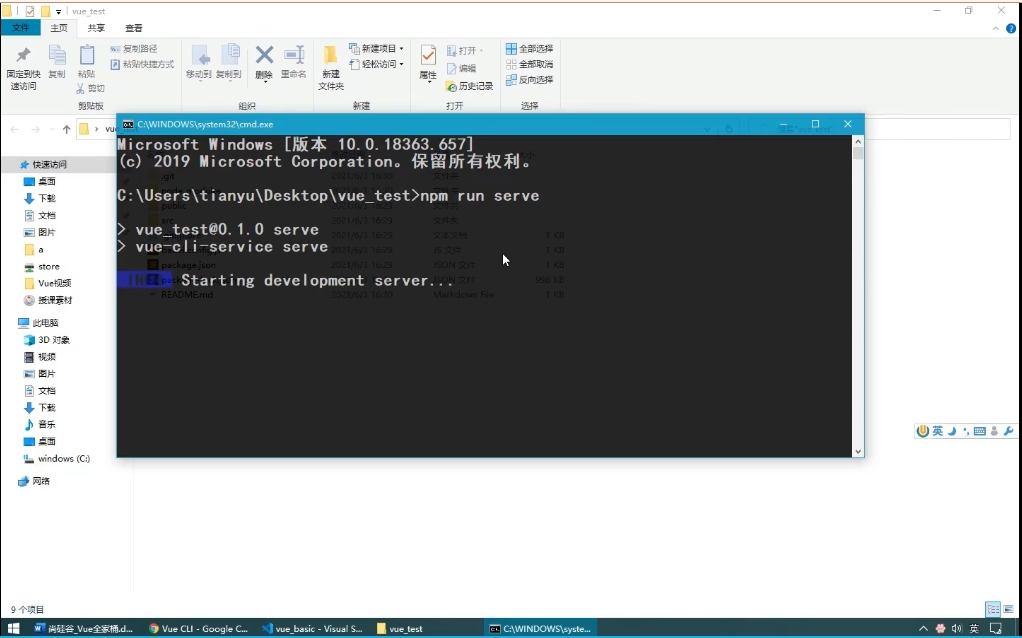 vue_test
文件 主页 共享 查看
固定到快速访问
复制
粘贴
复制路径
粘贴快捷方式
剪切
剪贴板
移动到
复制到
删除
重命名
组织
新建文件夹
新建项目
轻松访问
新建
属性
打开
编辑
历史记录
打开
全部选择
全部取消
反向选择
选择
C:\WINDOWS\system32\cmd.exe
Microsoft Windows [版本 10.0.18363.657]
(c) 2019 Microsoft Corporation。保留所有权利。
C:\Users\tianyu\Desktop\vue_test>npm run serve
> vue_test@0.1.0 serve
> vue-cli-service serve
Starting development server...
.git
public
src
package.json
README.md
Markdown File
1 KB
快速访问
桌面
下载
文档
图片
a
store
Vue视频
授课素材
此电脑
3D 对象
视频
图片
文档
下载
音乐
桌面
windows (C:)
网络
英
9 个项目
尚硅谷_Vue全家桶.d...
Vue CLI - Google C...
vue_basic - Visual S...
vue_test
C:\WINDOWS\syste...
英